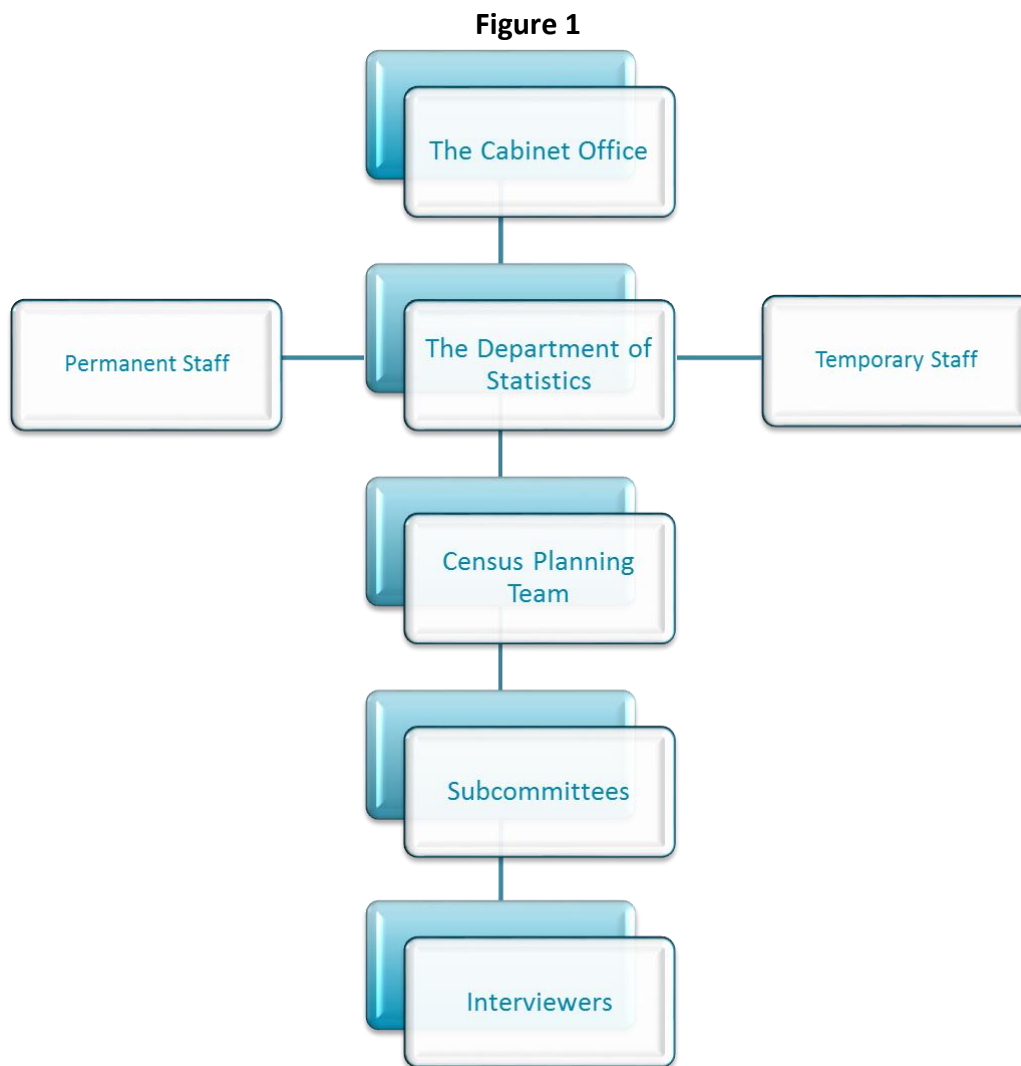 Figure 1
The Cabinet Office
Permanent Staff
The Department of
Statistics
Temporary Staff
Census Planning
Team
Subcommittees
Interviewers